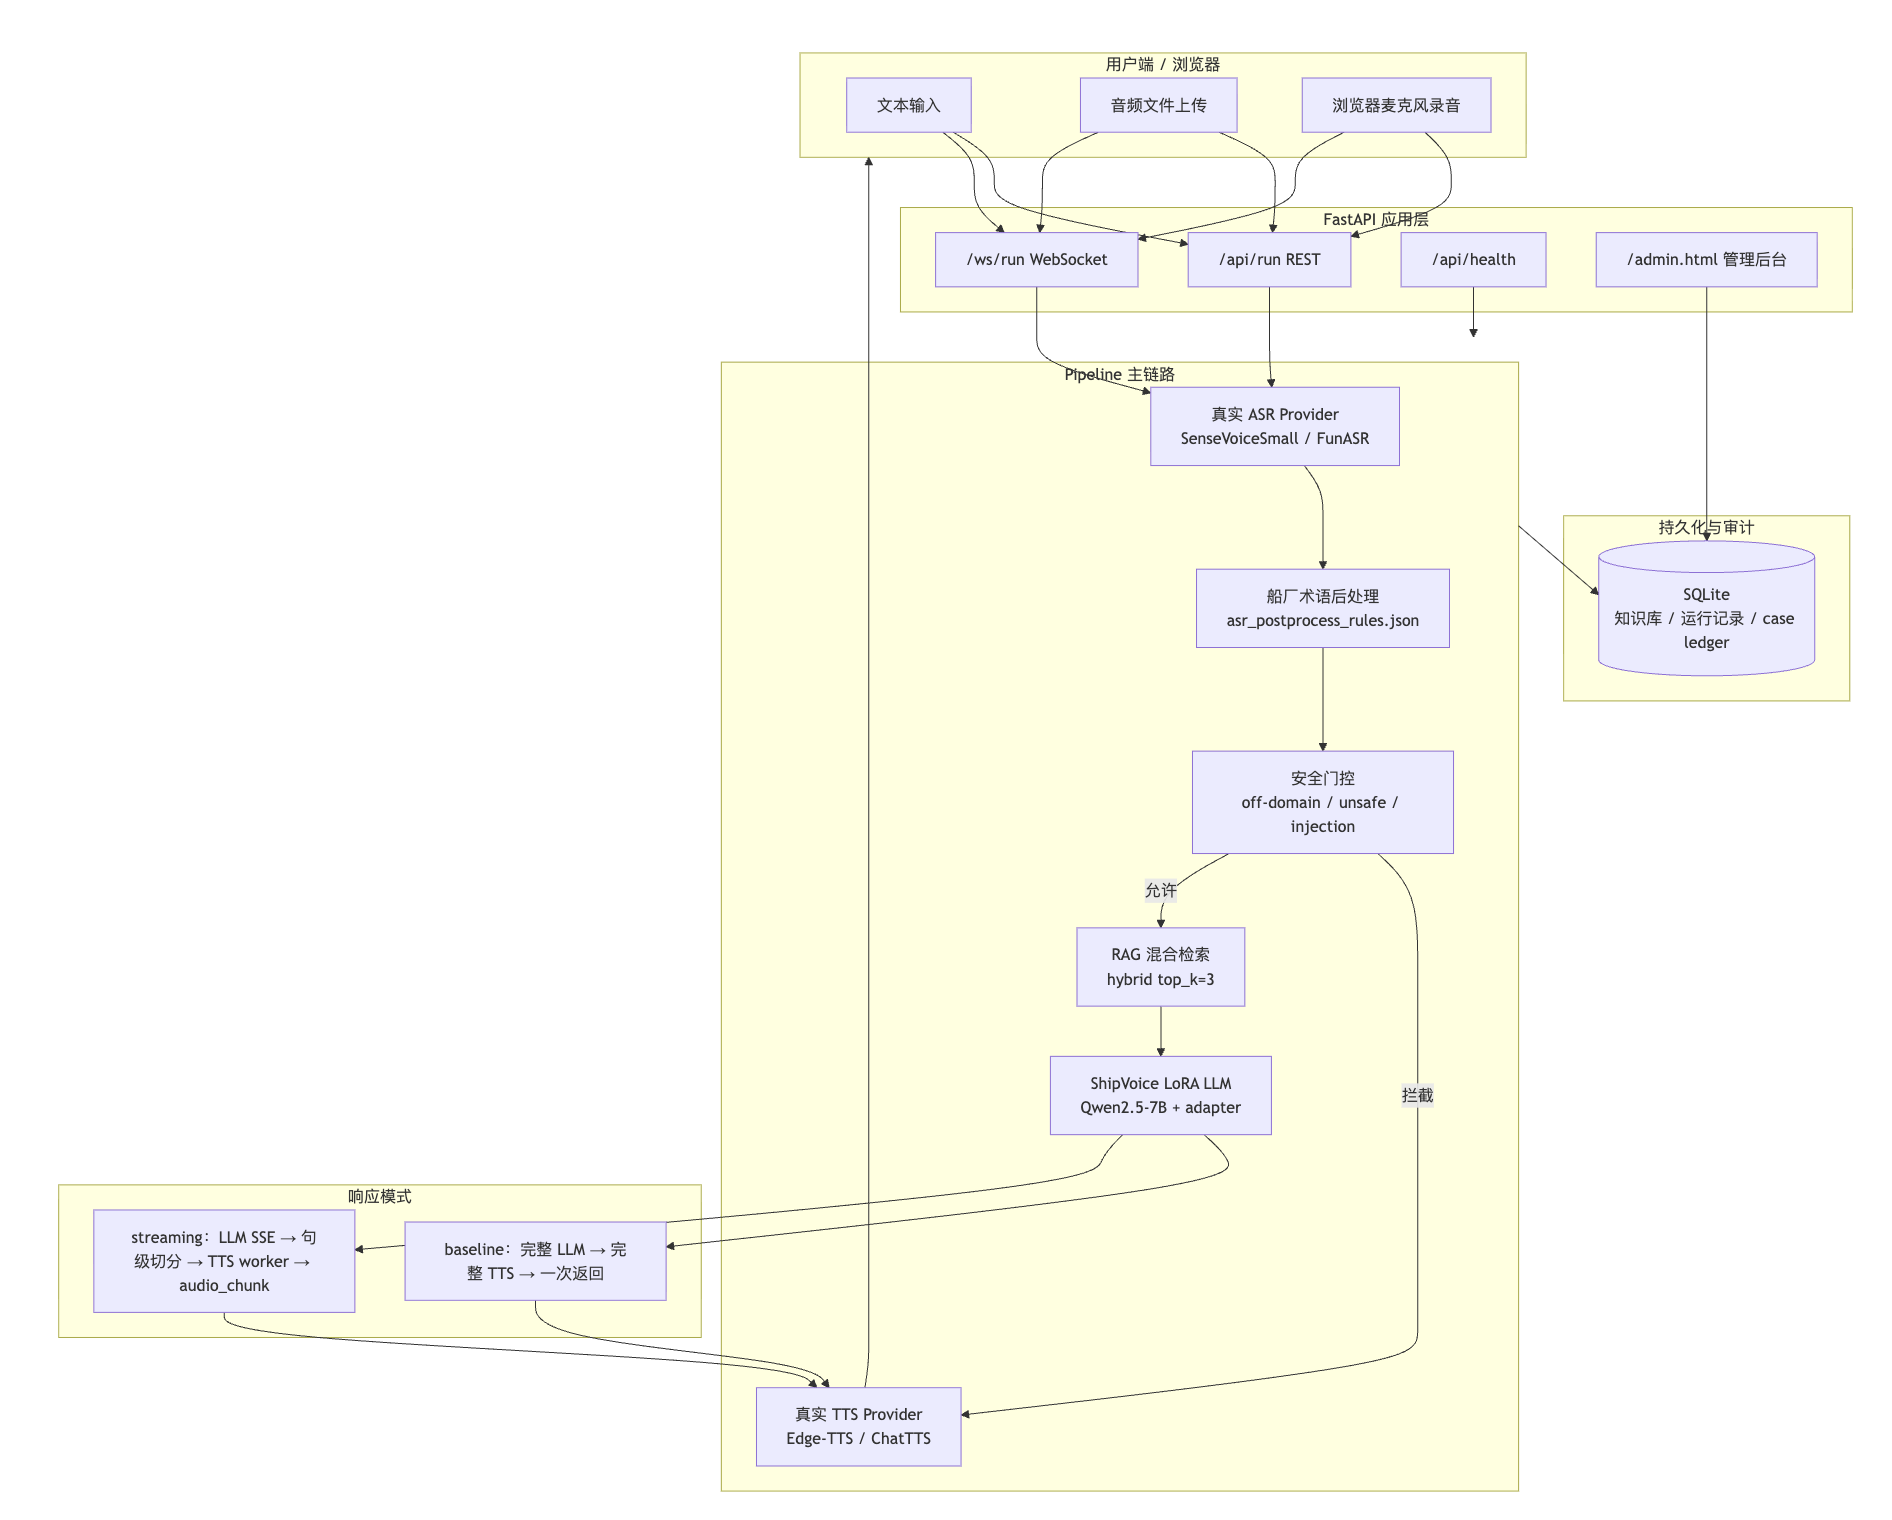 用户端 / 浏览器
文本输入
音频文件上传
浏览器麦克风录音
FastAPI 应用层
/ws/run WebSocket
/api/run REST
/api/health
/admin.html 管理后台
Pipeline 主链路
真实 ASR Provider
SenseVoiceSmall / FunASR
持久化与审计
SQLite
知识库 / 运行记录 / case
ledger
船厂术语后处理
asr_postprocess_rules.json
安全门控
off-domain / unsafe /
injection
允许
RAG 混合检索
hybrid top_k=3
ShipVoice LoRA LLM
Qwen2.5-7B + adapter
拦截
响应模式
streaming：LLM SSE → 句
级切分 → TTS worker →
audio_chunk
baseline：完整 LLM → 完
整 TTS → 一次返回
真实 TTS Provider
Edge-TTS / ChatTTS